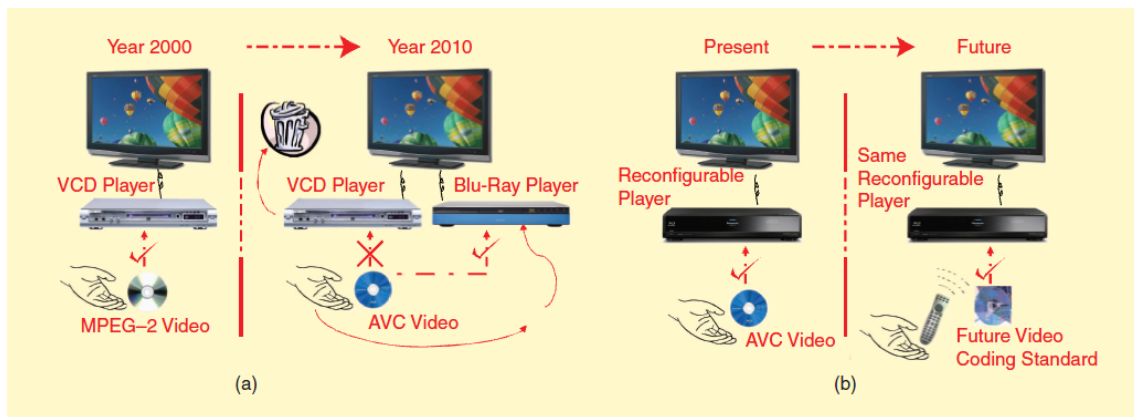 Year 2000
Year 2010
VCD Player
VCD Player
Blu-Ray Player
MPEG–2 Video
AVC Video
(a)
Present
Future
Reconfigurable
Player
Same
Reconfigurable
Player
AVC Video
Future Video
Coding Standard
(b)